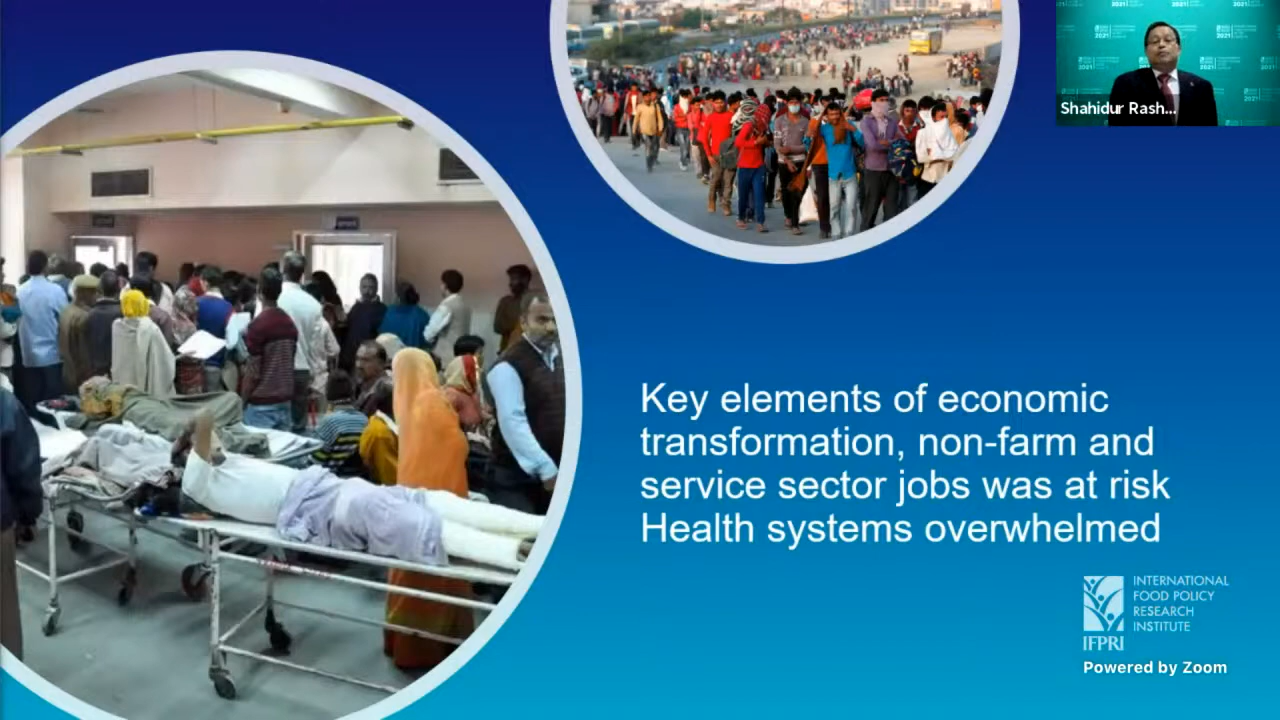 Shahidur Rash...
Key elements of economic
transformation, non-farm and
service sector jobs was at risk
Health systems overwhelmed
INTERNATIONAL
FOOD POLICY
RESEARCH
INSTITUTE
IFPRI
Powered by Zoom